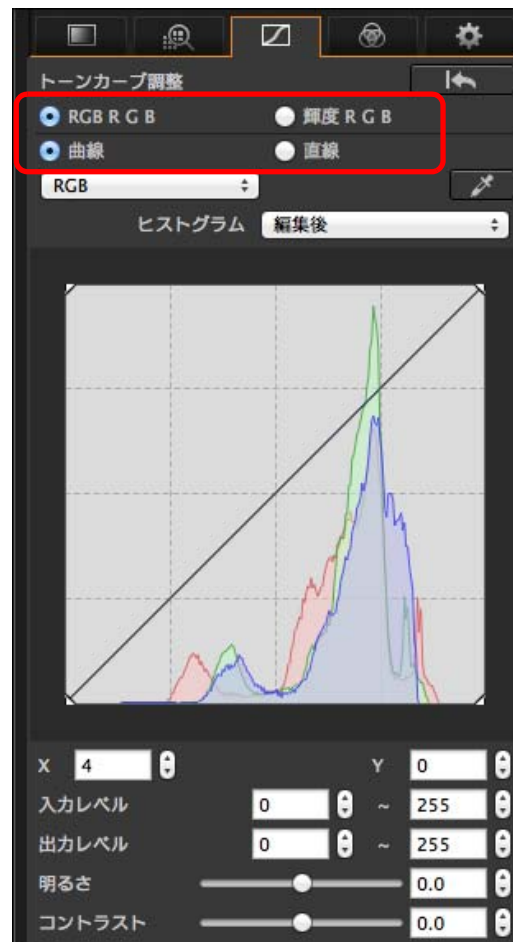 トーンカーブ調整
RGB R G B 輝度 R G B
曲線 直線
RGB
ヒストグラム 編集後
X 4 Y 0
入力レベル 0 ~ 255
出力レベル 0 ~ 255
明るさ 0.0
コントラスト 0.0